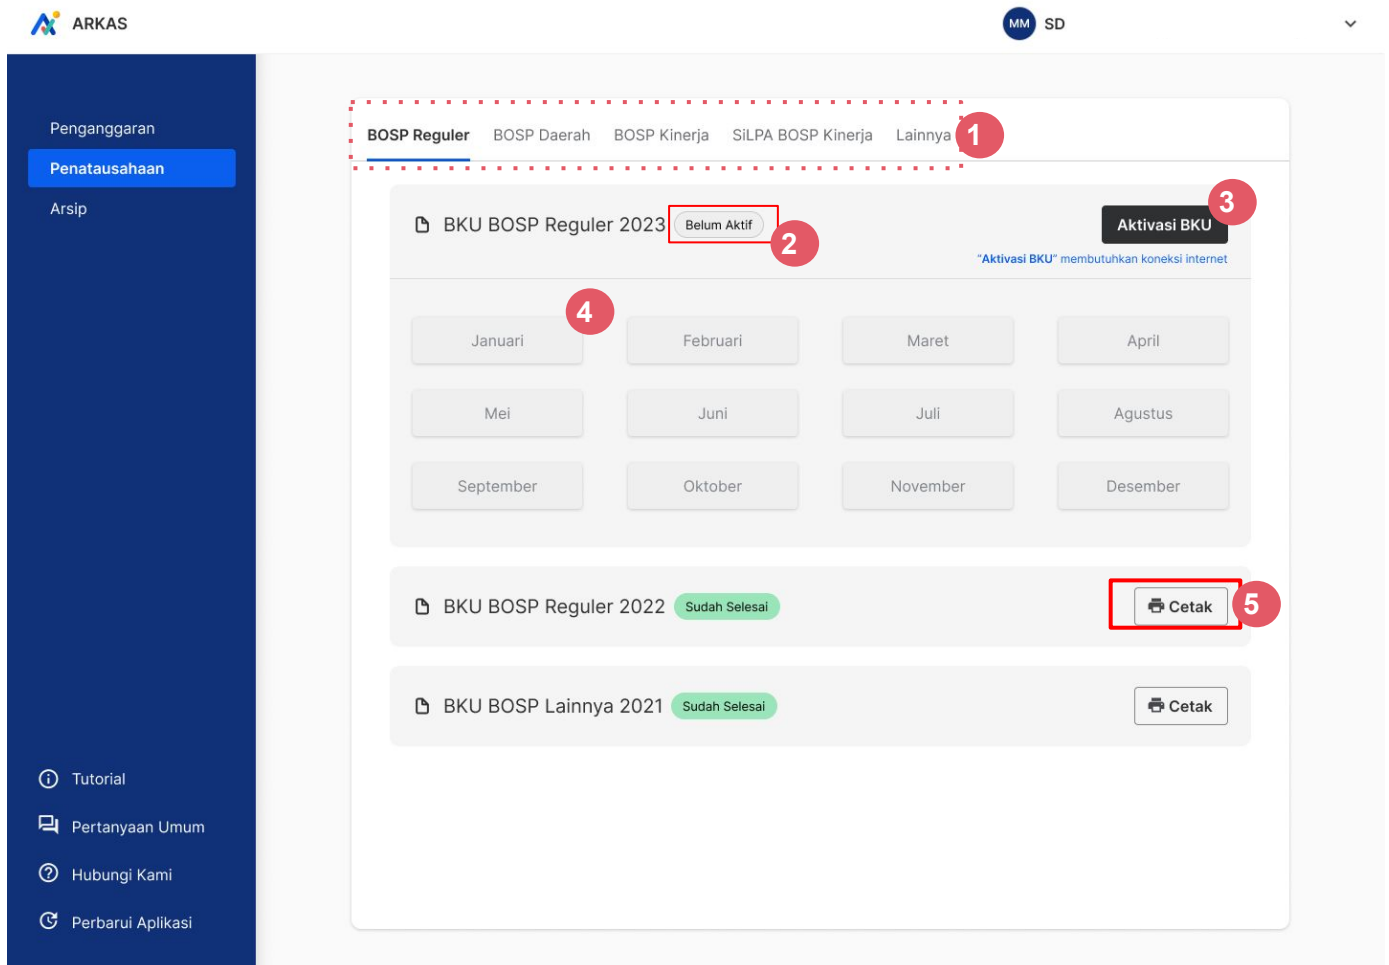 ARKAS
MM SD
Penganggaran
Penatausahaan
Arsip
BOSP Reguler BOSP Daerah BOSP Kinerja SiLPA BOSP Kinerja Lainnya 1
BKU BOSP Reguler 2023 Belum Aktif 2
Aktivasi BKU 3
"Aktivasi BKU" membutuhkan koneksi internet
4
Januari Februari Maret April
Mei Juni Juli Agustus
September Oktober November Desember
BKU BOSP Reguler 2022 Sudah Selesai Cetak 5
BKU BOSP Lainnya 2021 Sudah Selesai Cetak
Tutorial
Pertanyaan Umum
Hubungi Kami
Perbarui Aplikasi